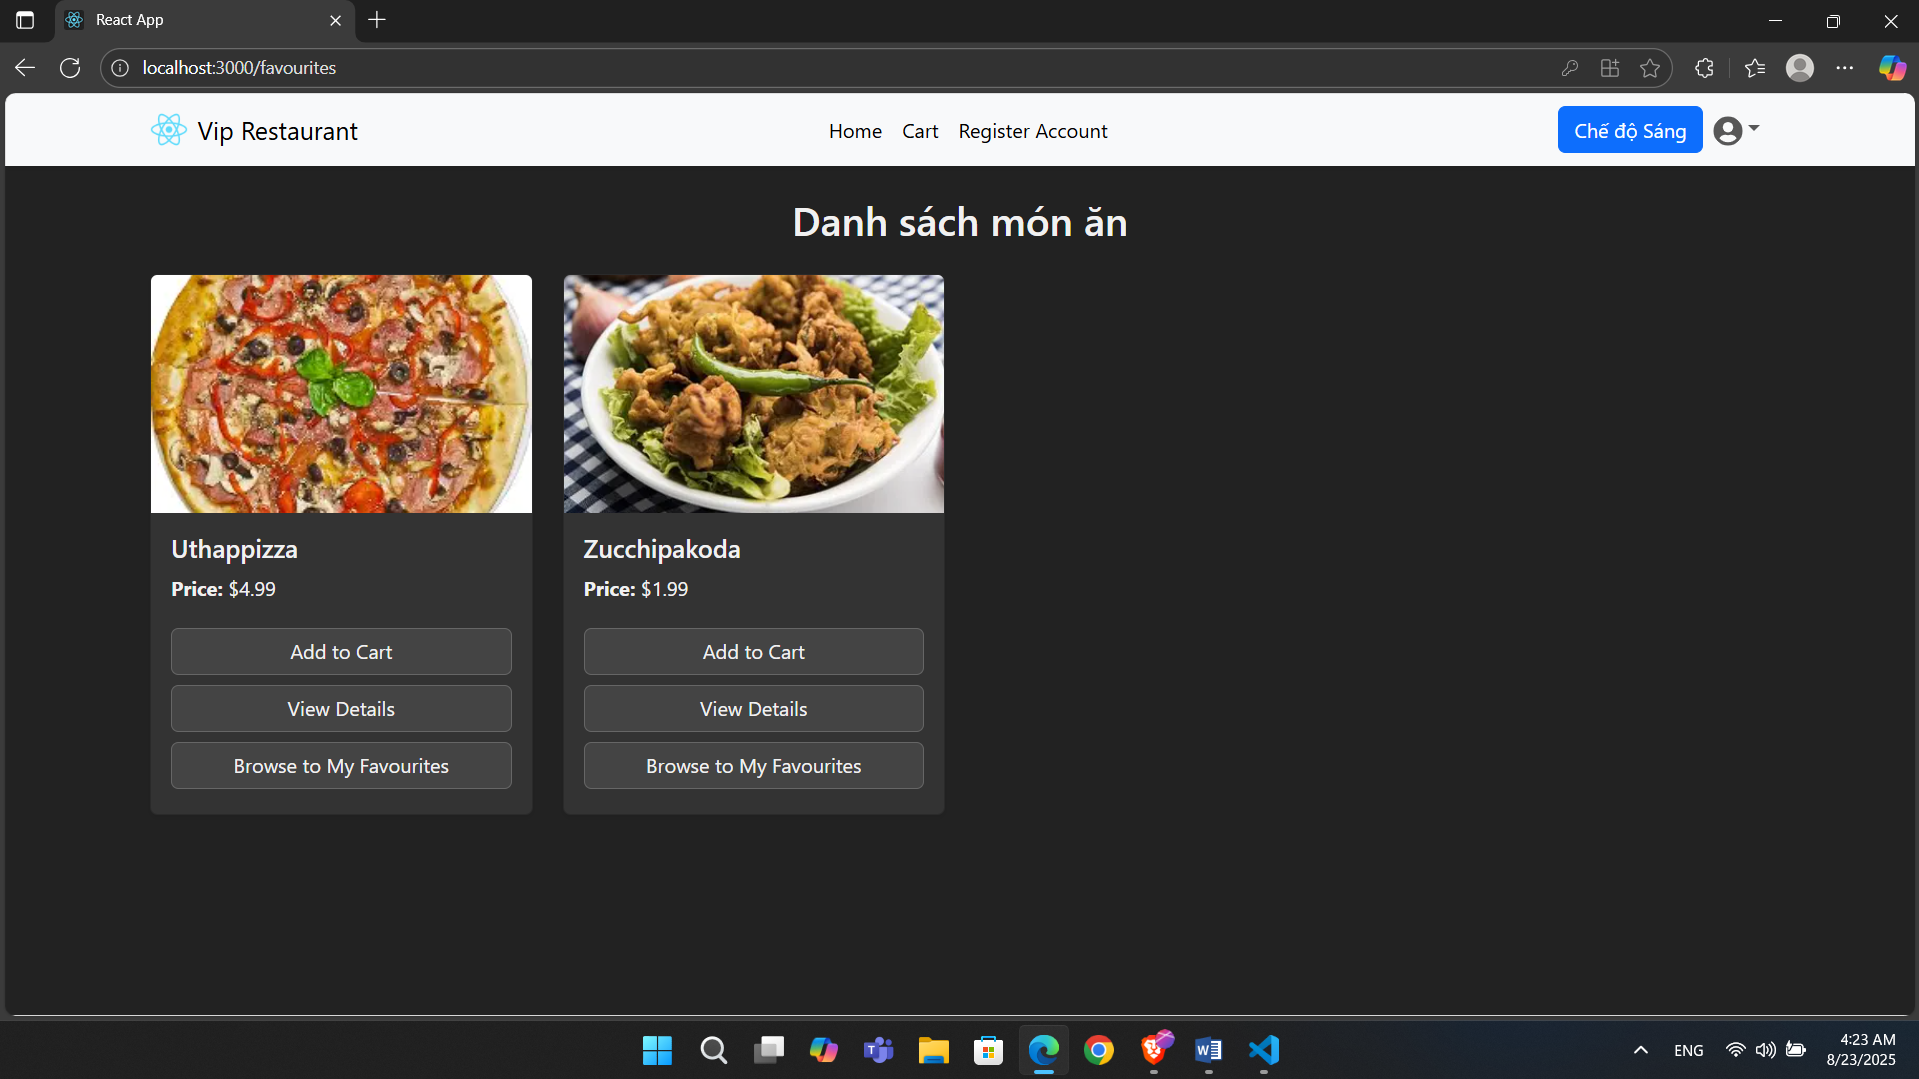 React App
localhost:3000/favourites
Vip Restaurant
Home Cart Register Account
Chế độ Sáng
Danh sách món ăn
Uthappizza
Price: $4.99
Add to Cart
View Details
Browse to My Favourites
Zucchipakoda
Price: $1.99
Add to Cart
View Details
Browse to My Favourites
ENG
4:23 AM
8/23/2025